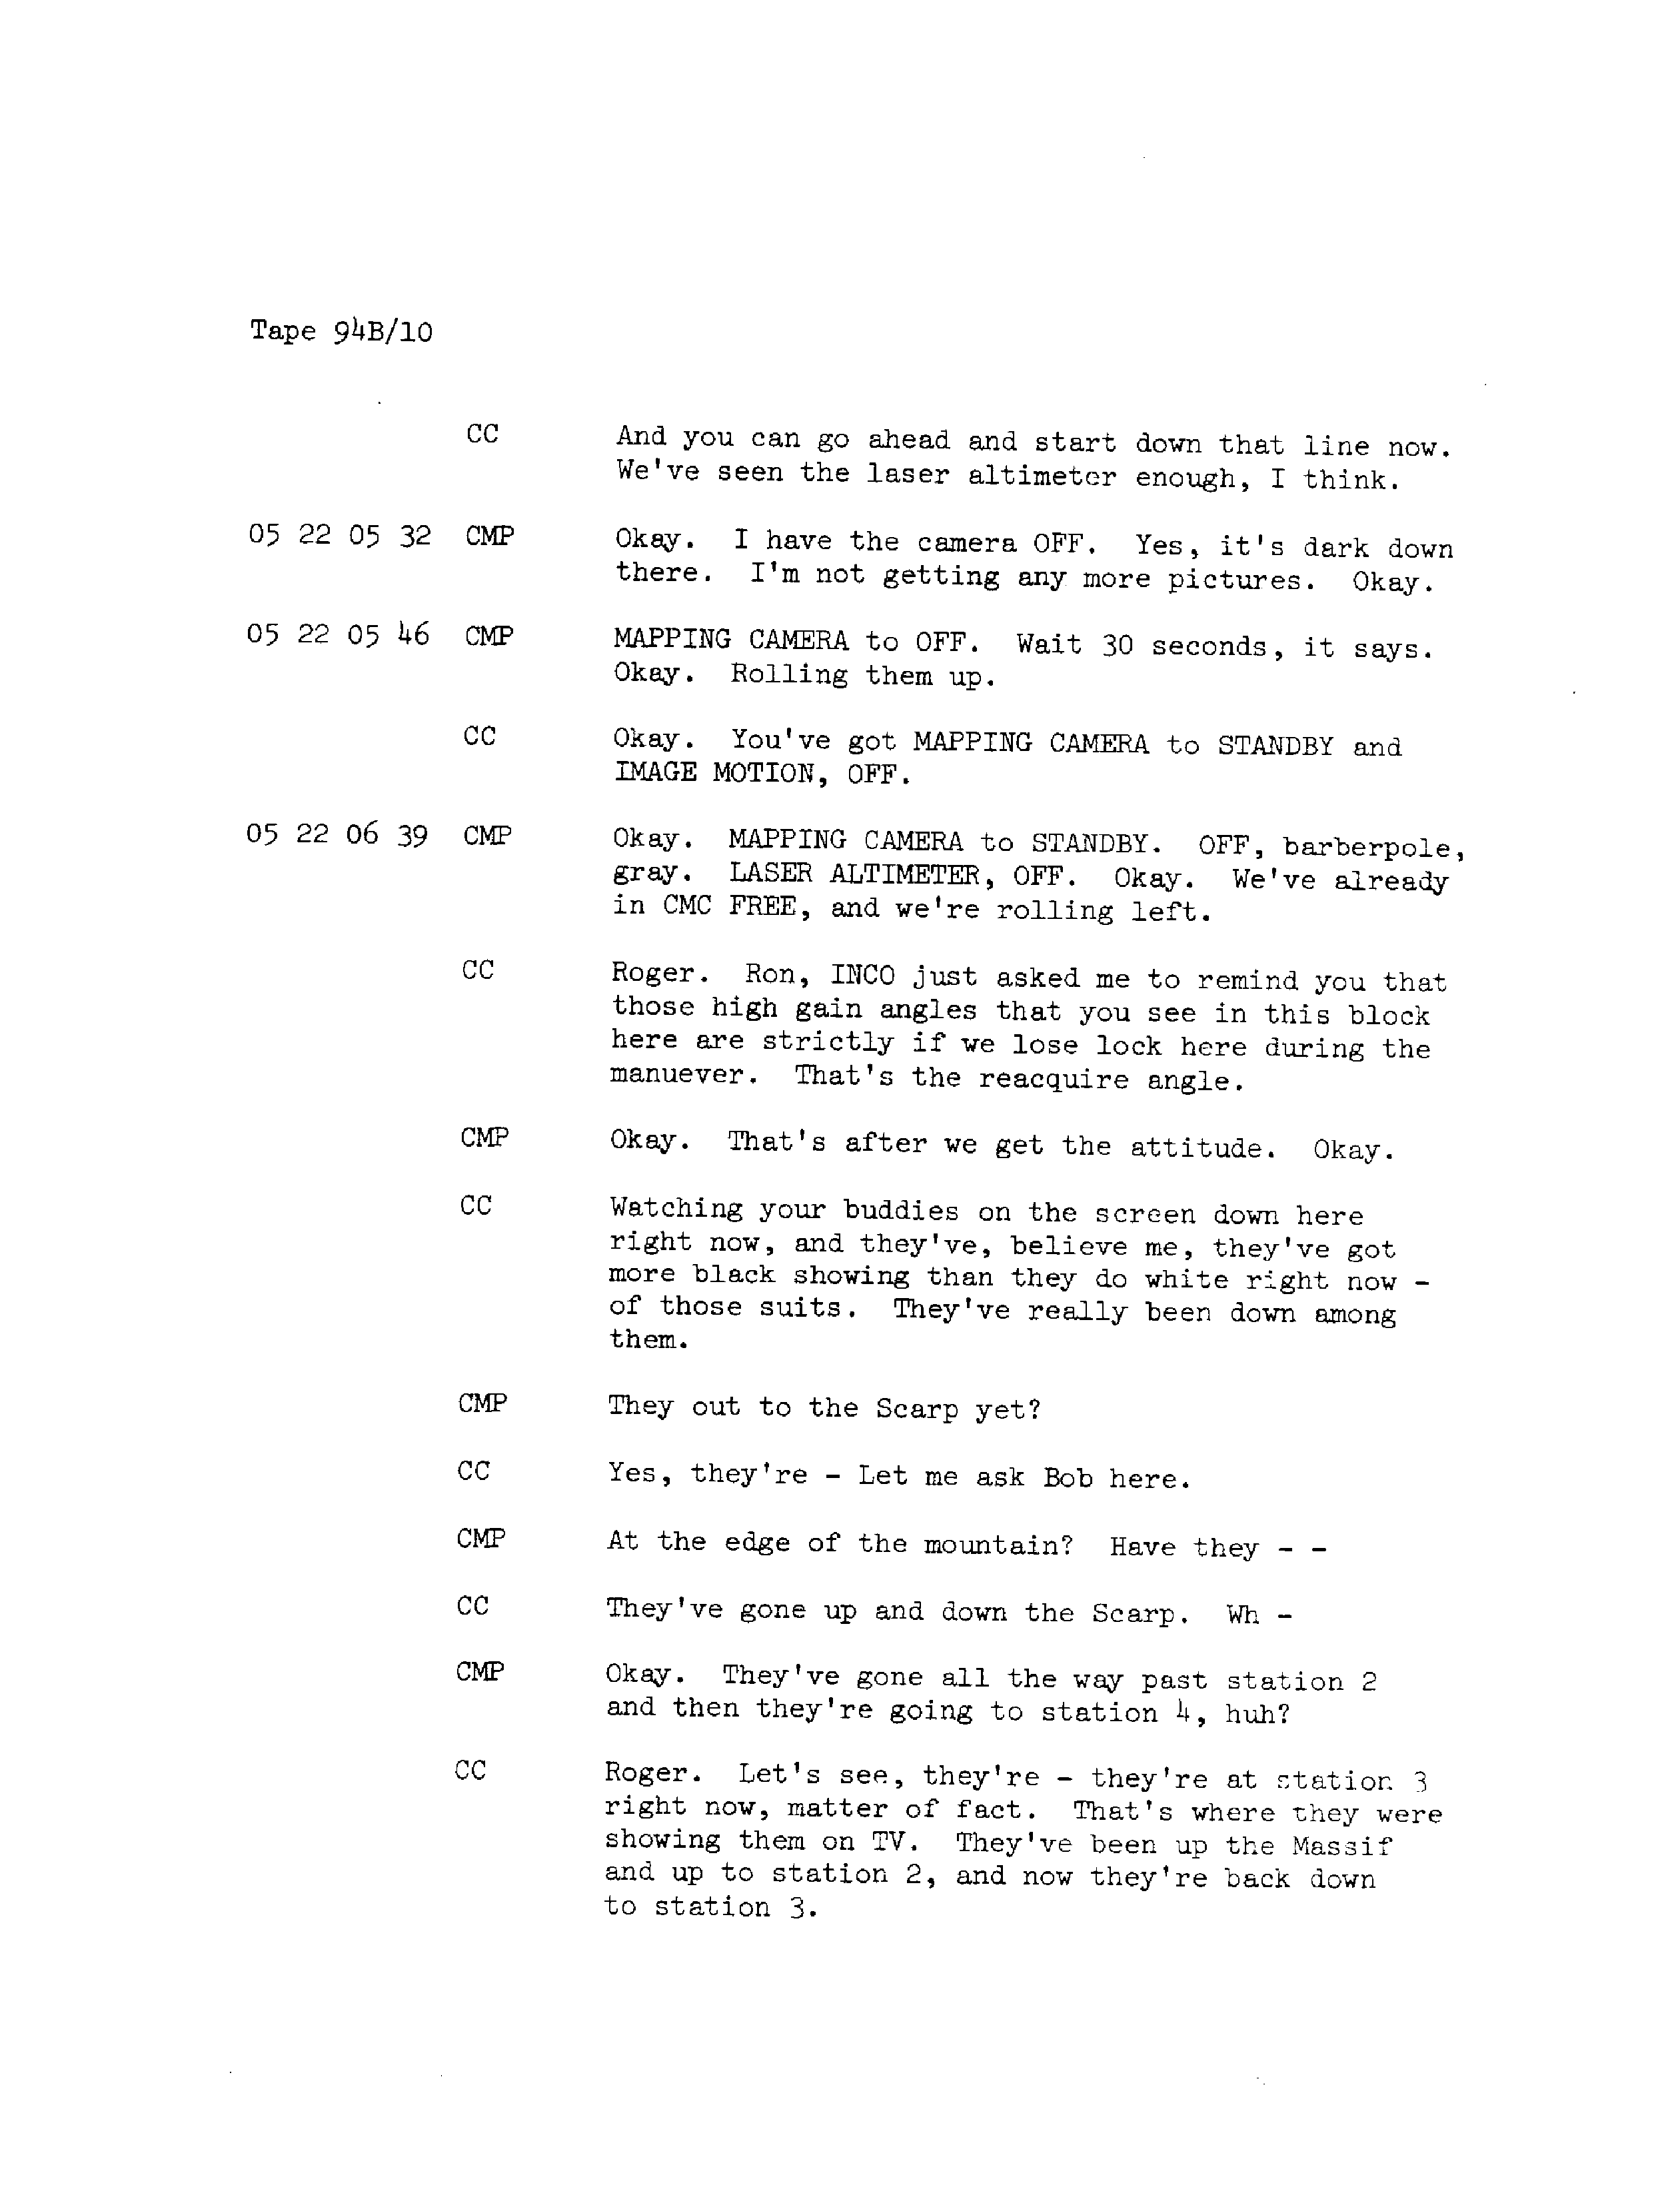 Tape 94B/10
CC And you can go ahead and start down that line now.
We've seen the laser altimeter enough, I think.
05 22 05 32 CMP Okay. I have the camera OFF. Yes, it's dark down
there. I'm not getting any more pictures. Okay.
05 22 05 46 CMP MAPPING CAMERA to OFF. Wait 30 seconds, it says.
Okay. Rolling them up.
CC Okay. You've got MAPPING CAMERA to STANDBY and
IMAGE MOTION, OFF.
05 22 06 39 CMP Okay. MAPPING CAMERA to STANDBY. OFF, barberpole,
gray. LASER ALTIMETER, OFF. Okay. We've already
in CMC FREE, and we're rolling left.
CC Roger. Ron, INCO just asked me to remind you that
those high gain angles that you see in this block
here are strictly if we lose lock here during the
manuever. That's the reacquire angle.
CMP Okay. That's after we get the attitude. Okay.
CC Watching your buddies on the screen down here
right now, and they've, believe me, they've got
more black showing than they do white right now -
of those suits. They've really been down among
them.
CMP They out to the Scarp yet?
CC Yes, they're - Let me ask Bob here.
CMP At the edge of the mountain? Have they - -
CC They've gone up and down the Scarp. Wh -
CMP Okay. They've gone all the way past station 2
and then they're going to station 4, huh?
CC Roger. Let's see, they're - they're at station 3
right now, matter of fact. That's where they were
showing them on TV. They've been up the Massif
and up to station 2, and now they're back down
to station 3.